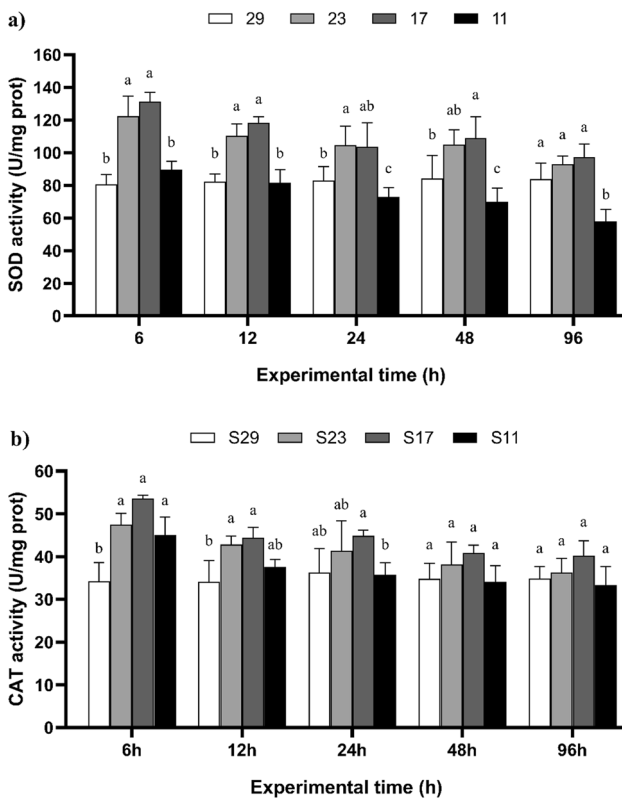 a)
29 23 17 11
SOD activity (U/mg prot)
160
140
120
100
80
60
40
20
0
b a a b
b a a b
b a ab c
b ab a c
a a a b
6 12 24 48 96
Experimental time (h)
b)
S29 S23 S17 S11
CAT activity (U/mg prot)
60
50
40
30
20
10
0
b a a a
b a a ab
ab ab a b
a a a a
a a a a
6h 12h 24h 48h 96h
Experimental time (h)